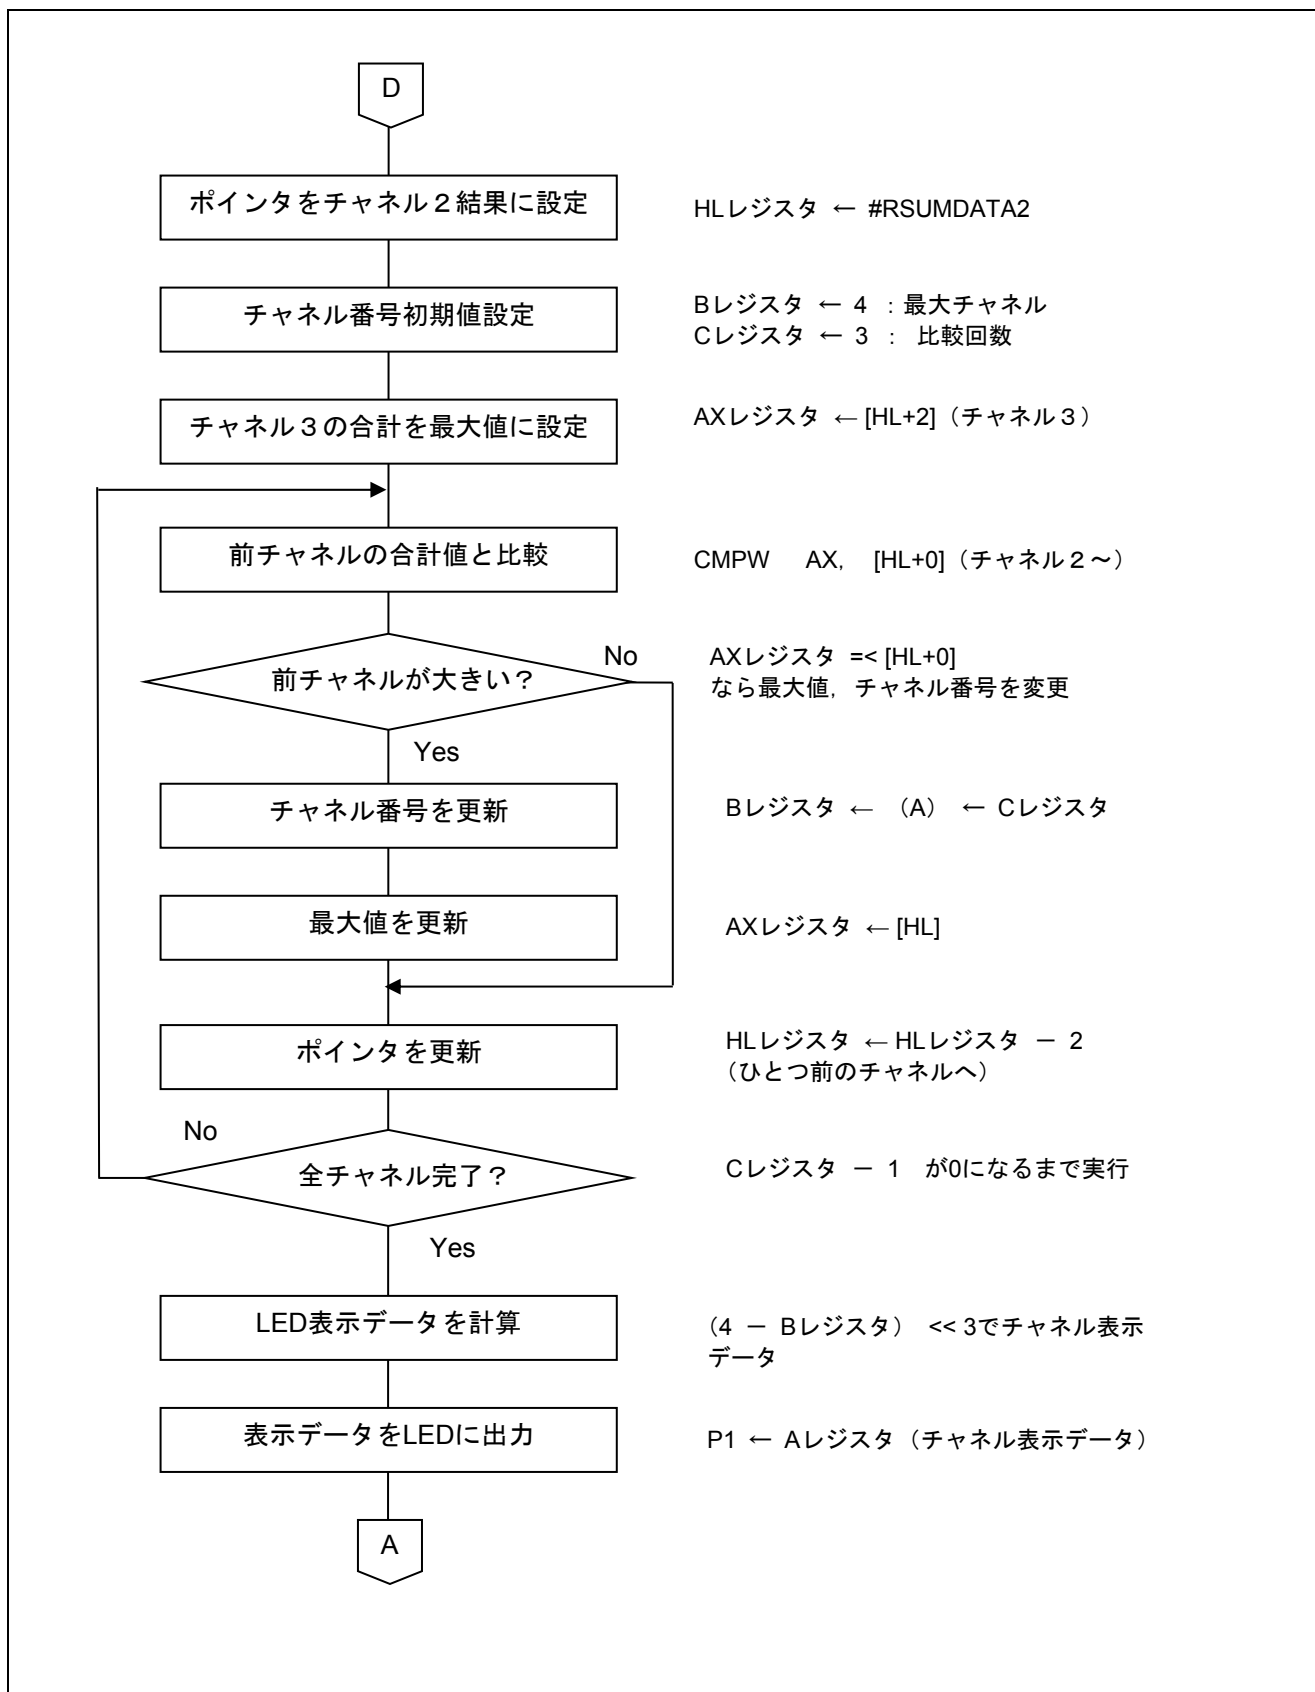 D
ポインタをチャネル２結果に設定
HLレジスタ ← #RSUMDATA2
チャネル番号初期値設定
Bレジスタ ← 4 ：最大チャネル
Cレジスタ ← 3 ： 比較回数
チャネル３の合計を最大値に設定
AXレジスタ ← [HL+2]（チャネル３）
前チャネルの合計値と比較
CMPW AX, [HL+0]（チャネル２～）
前チャネルが大きい？
No
AXレジスタ =< [HL+0]
なら最大値，チャネル番号を変更
Yes
チャネル番号を更新
Bレジスタ ← （A） ← Cレジスタ
最大値を更新
AXレジスタ ← [HL]
ポインタを更新
HLレジスタ ← HLレジスタ － 2
（ひとつ前のチャネルへ）
No
全チャネル完了？
Cレジスタ － 1 が0になるまで実行
Yes
LED表示データを計算
（4 － Bレジスタ） << 3でチャネル表示
データ
表示データをLEDに出力
P1 ← Aレジスタ（チャネル表示データ）
A